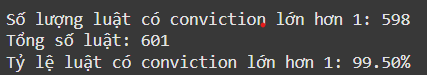 Số lượng luật có conviction lớn hơn 1: 598
Tổng số luật: 601
Tỷ lệ luật có conviction lớn hơn 1: 99.50%